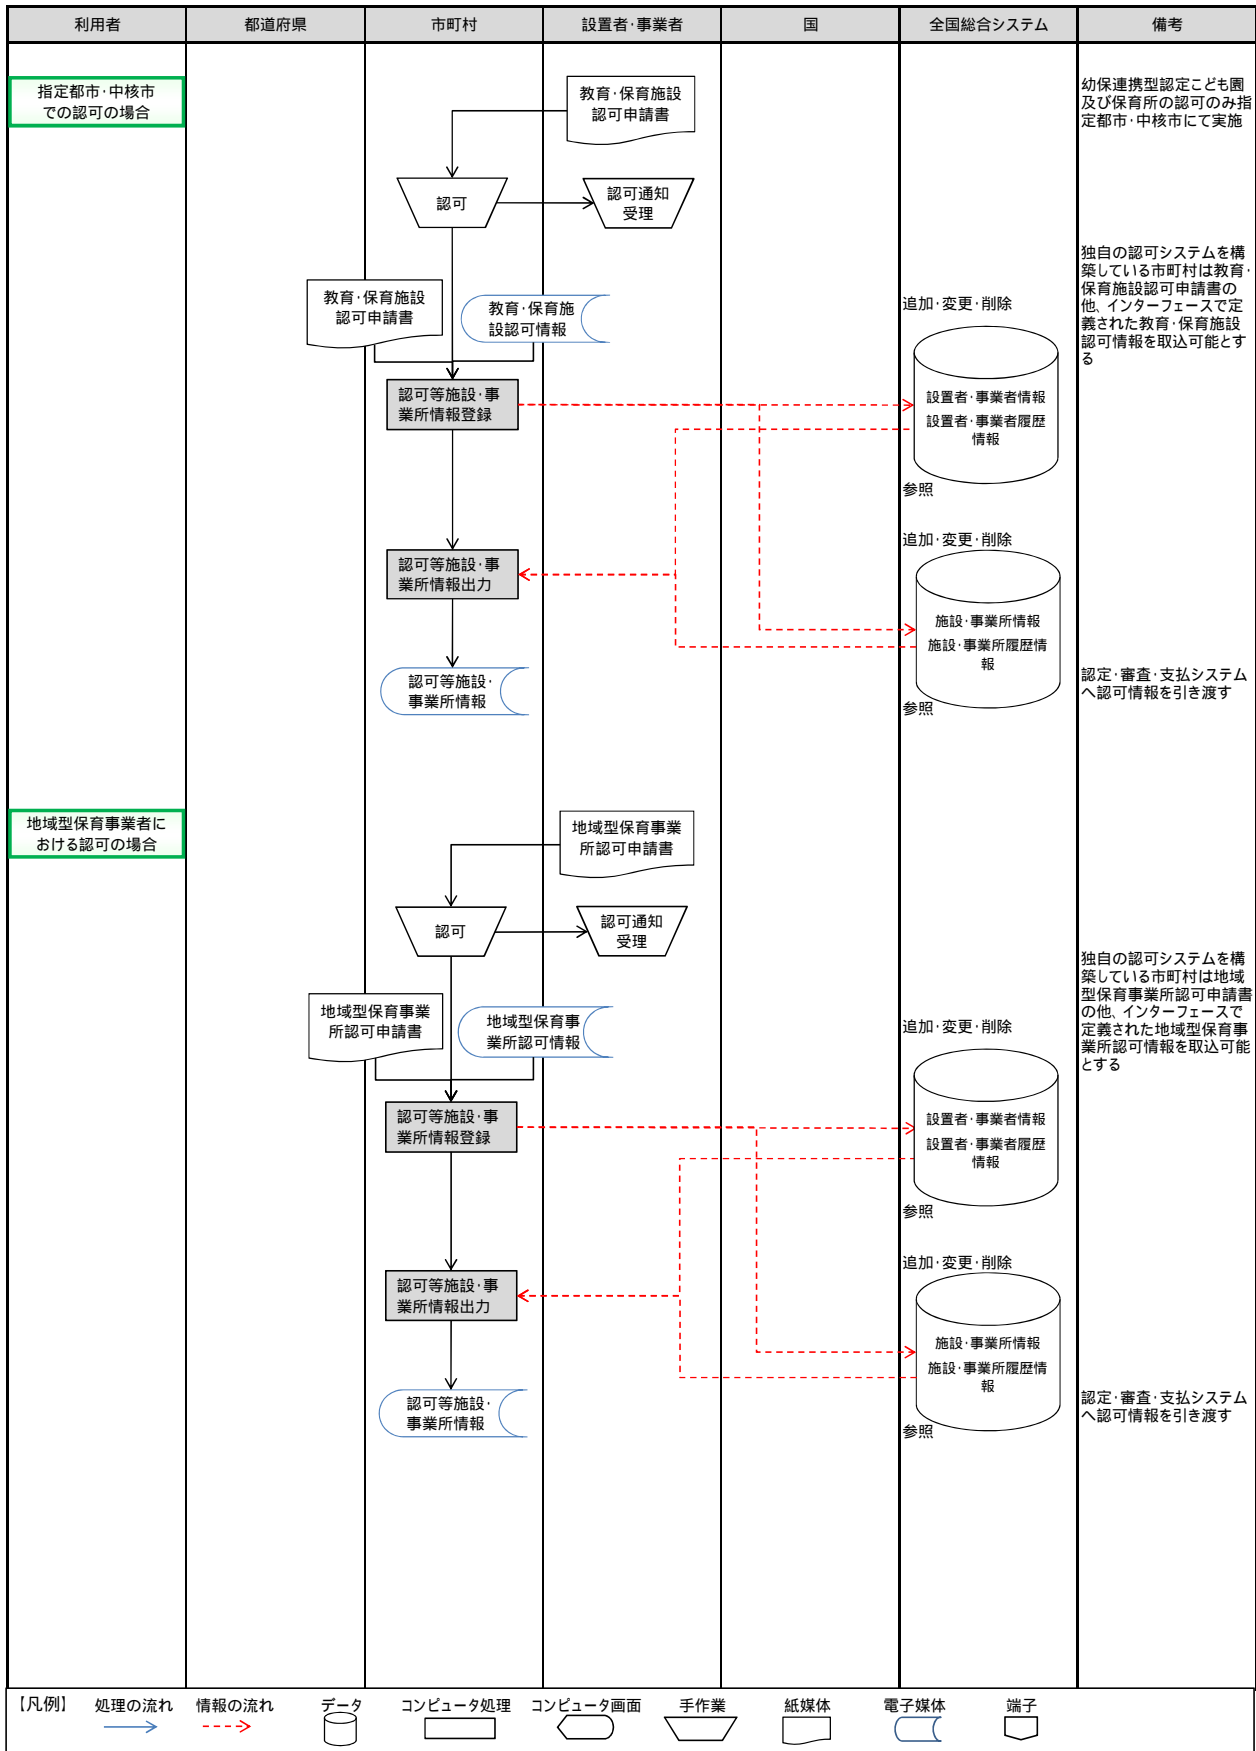 利用者
都道府県
市町村
設置者・事業者
国
全国総合システム
備考
指定都市・中核市
での認可の場合
教育・保育施設
認可申請書
幼保連携型認定こども園
及び保育所の認可のみ指
定都市・中核市にて実施
認可
認可通知
受理
教育・保育施設
認可申請書
教育・保育施
設認可情報
独自の認可システムを構
築している市町村は教育・
保育施設認可申請書の
他、インターフェースで定
義された教育・保育施設
認可情報を取込可能とす
る
追加・変更・削除
認可等施設・事
業所情報登録
設置者・事業者情報
設置者・事業者履歴
情報
参照
追加・変更・削除
認可等施設・事
業所情報出力
施設・事業所情報
施設・事業所履歴情
報
参照
認可等施設・
事業所情報
認定・審査・支払システム
へ認可情報を引き渡す
地域型保育事業者に
おける認可の場合
地域型保育事業
所認可申請書
認可
認可通知
受理
地域型保育事業
所認可申請書
地域型保育事
業所認可情報
独自の認可システムを構
築している市町村は地域
型保育事業所認可申請書
の他、インターフェースで
定義された地域型保育事
業所認可情報を取込可能
とする
追加・変更・削除
認可等施設・事
業所情報登録
設置者・事業者情報
設置者・事業者履歴
情報
参照
追加・変更・削除
認可等施設・事
業所情報出力
施設・事業所情報
施設・事業所履歴情
報
参照
認可等施設・
事業所情報
認定・審査・支払システム
へ認可情報を引き渡す
【凡例】
処理の流れ
情報の流れ
データ
コンピュータ処理
コンピュータ画面
手作業
紙媒体
電子媒体
端子